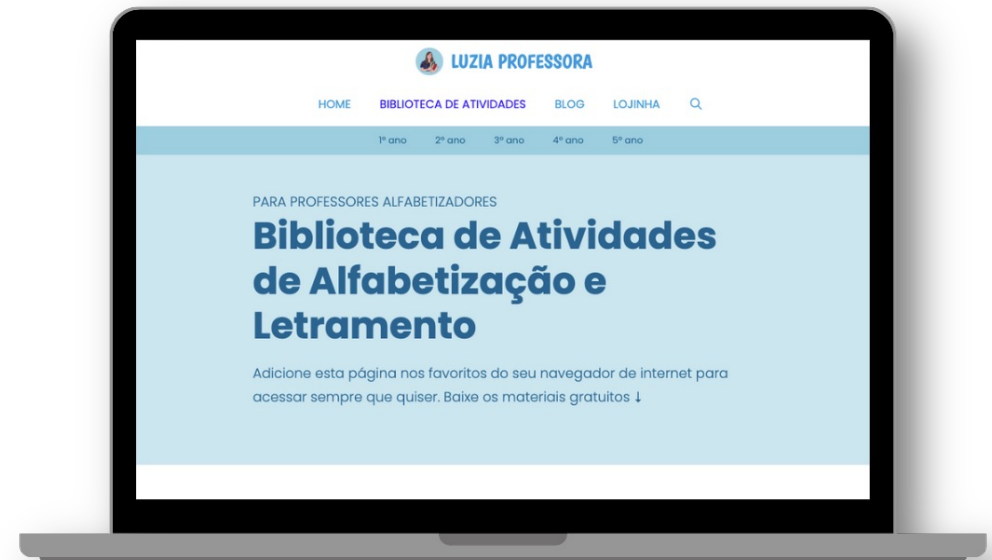 LUZIA PROFESSORA
HOME BIBLIOTECA DE ATIVIDADES BLOG LOJINHA
1º ano 2º ano 3º ano 4º ano 5º ano
PARA PROFESSORES ALFABETIZADORES
Biblioteca de Atividades
de Alfabetização e
Letramento
Adicione esta página nos favoritos do seu navegador de internet para
acessar sempre que quiser. Baixe os materiais gratuitos ↓